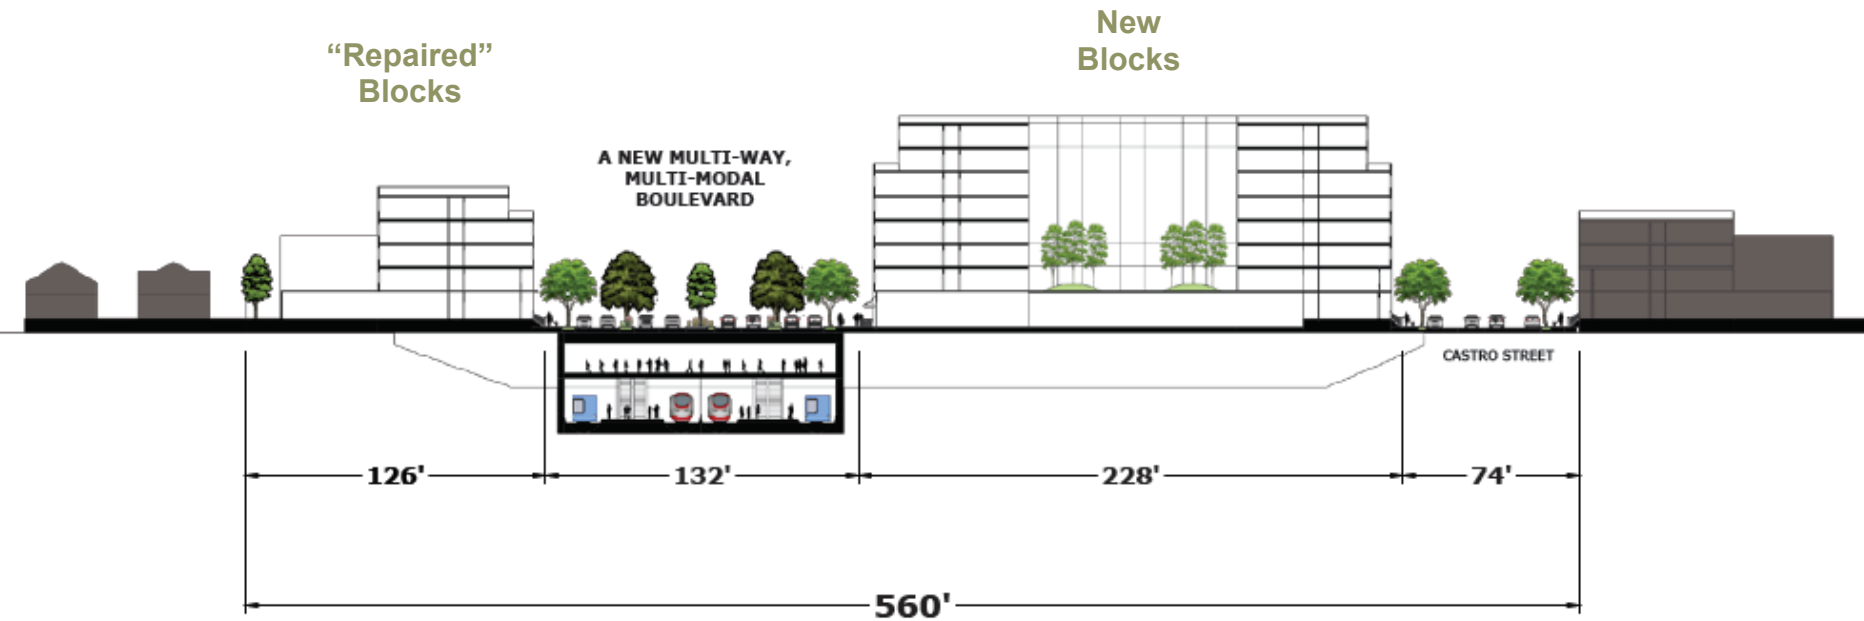 “Repaired”
Blocks
New
Blocks
A NEW MULTI-WAY,
MULTI-MODAL
BOULEVARD
CASTRO STREET
126'
132'
228'
74'
560'